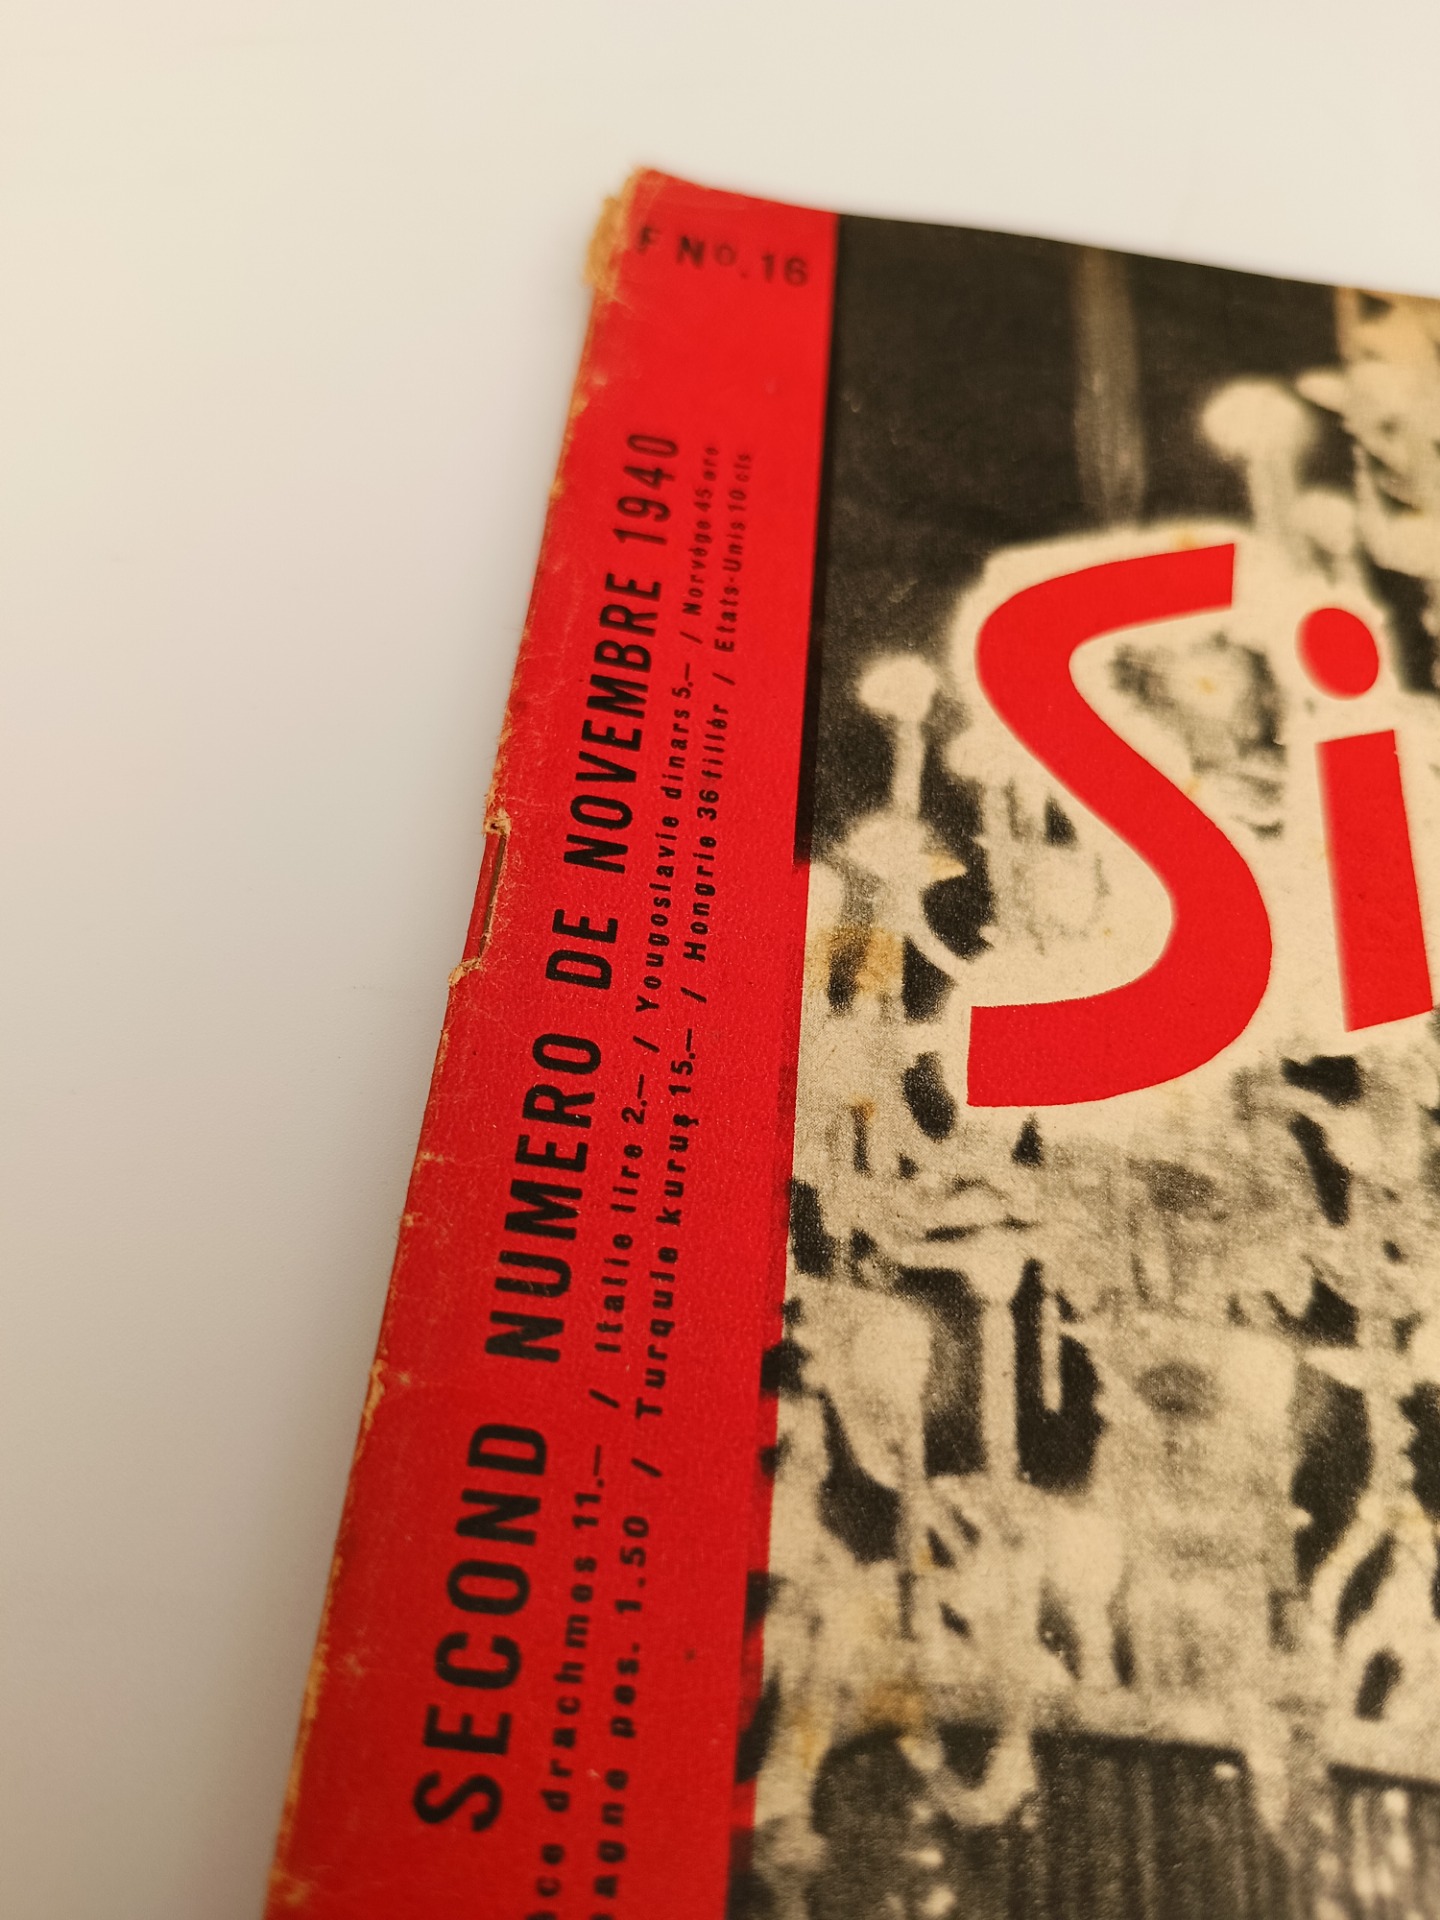 F No. 16
SECOND NUMERO DE NOVEMBRE 1940
drachmes 11.— / Italie lire 2.— / Yougoslavie dinars 5.— / Norvége 45 øre
pes. 1.50 / Turquie kuruş 15.— / Hongrie 36 fillér / Etats-Unis 10 cts
Si